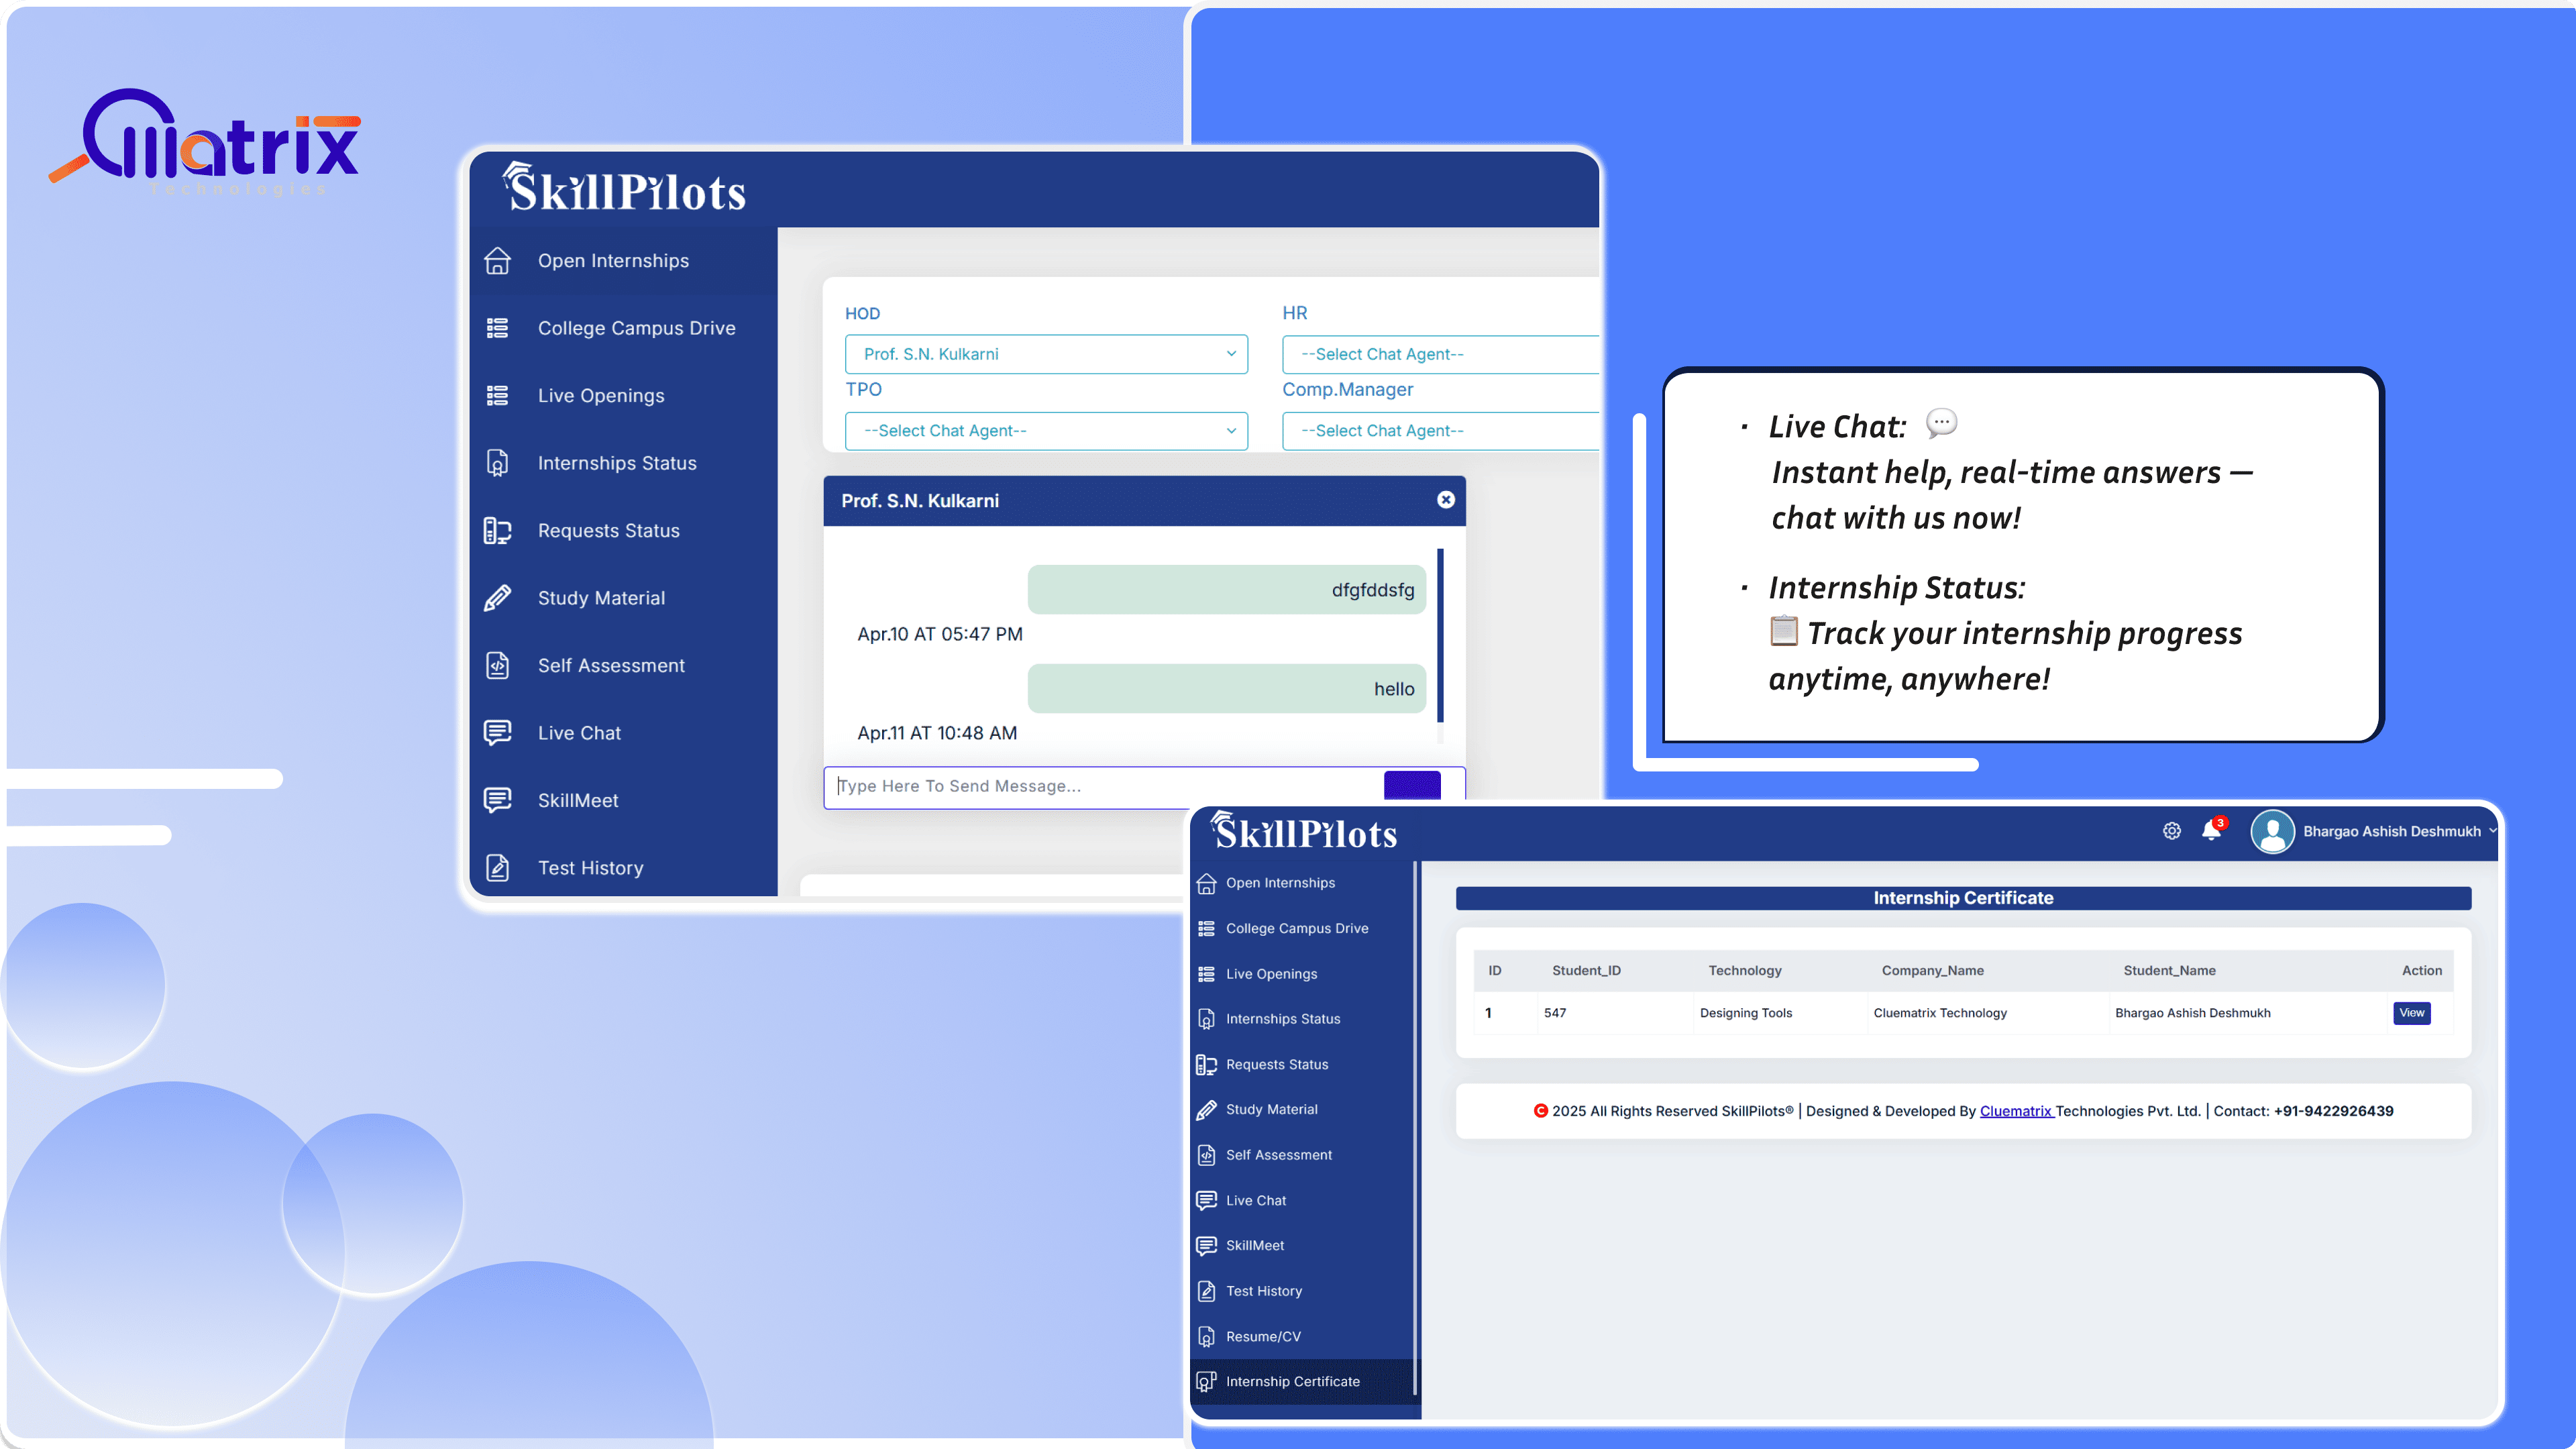 Cluematrix
Technologies
SkillPilots
Open Internships
College Campus Drive
Live Openings
Internships Status
Requests Status
Study Material
Self Assessment
Live Chat
SkillMeet
Test History
HOD
Prof. S.N. Kulkarni
HR
--Select Chat Agent--
TPO
--Select Chat Agent--
Comp.Manager
--Select Chat Agent--
Prof. S.N. Kulkarni
dfgfddsfg
Apr.10 AT 05:47 PM
hello
Apr.11 AT 10:48 AM
Type Here To Send Message...
· Live Chat: 💬
Instant help, real-time answers —
chat with us now!
· Internship Status:
📋 Track your internship progress
anytime, anywhere!
SkillPilots
3
Bhargao Ashish Deshmukh
Open Internships
College Campus Drive
Live Openings
Internships Status
Requests Status
Study Material
Self Assessment
Live Chat
SkillMeet
Test History
Resume/CV
Internship Certificate
Internship Certificate
ID Student_ID Technology Company_Name Student_Name Action
1 547 Designing Tools Cluematrix Technology Bhargao Ashish Deshmukh View
© 2025 All Rights Reserved SkillPilots® | Designed & Developed By Cluematrix Technologies Pvt. Ltd. | Contact: +91-9422926439